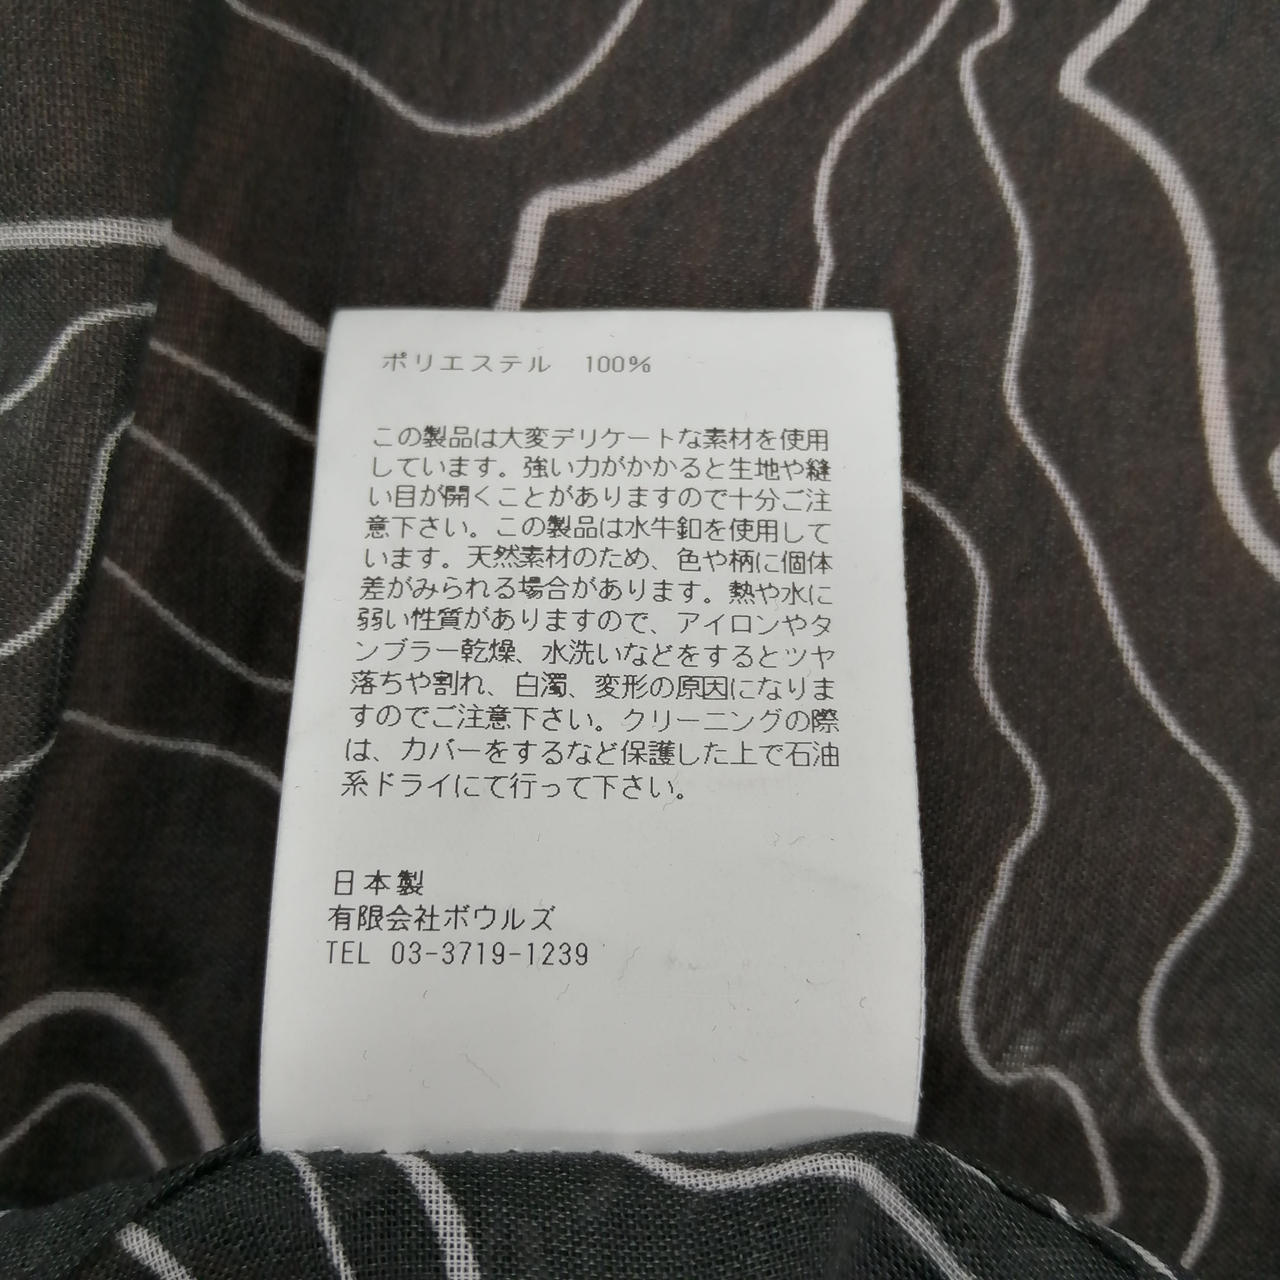 ポリエステル 100%
この製品は大変デリケートな素材を使用
しています。強い力がかかると生地や縫
い目が開くことがありますので十分ご注
意下さい。この製品は水牛釦を使用して
います。天然素材のため、色や柄に個体
差がみられる場合があります。熱や水に
弱い性質がありますので、アイロンやタ
ンブラー乾燥、水洗いなどをするとツヤ
落ちや割れ、白濁、変形の原因になりま
すのでご注意下さい。クリーニングの際
は、カバーをするなど保護した上で石油
系ドライにて行って下さい。
日本製
有限会社ボウルズ
TEL 03-3719-1239